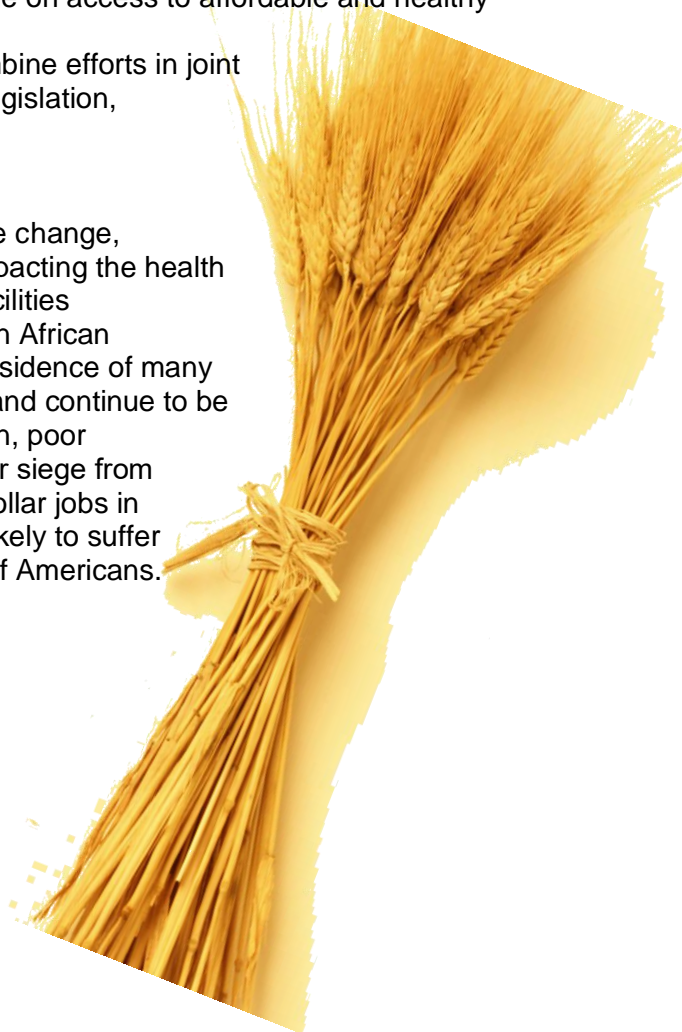 e on access to affordable and healthy
bine efforts in joint
gislation,
e change,
pacting the health
cilities
n African
sidence of many
and continue to be
n, poor
r siege from
ollar jobs in
kely to suffer
f Americans.